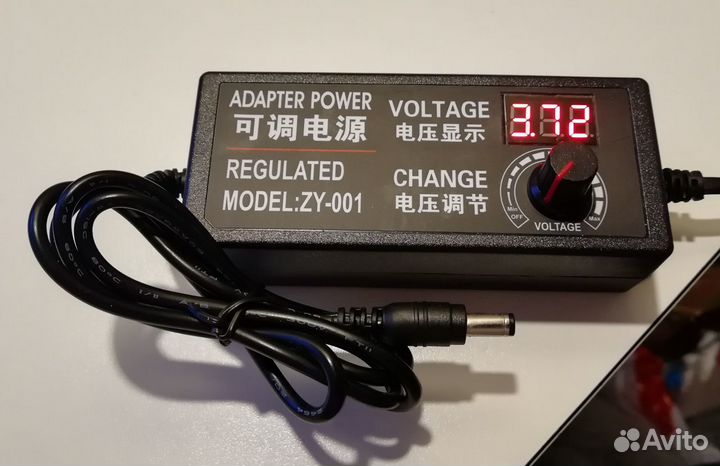 ADAPTER POWER
可调电源
REGULATED
MODEL:ZY-001
VOLTAGE
电压显示
3.72
CHANGE
电压调节
Min
OFF
Max
VOLTAGE
Avito